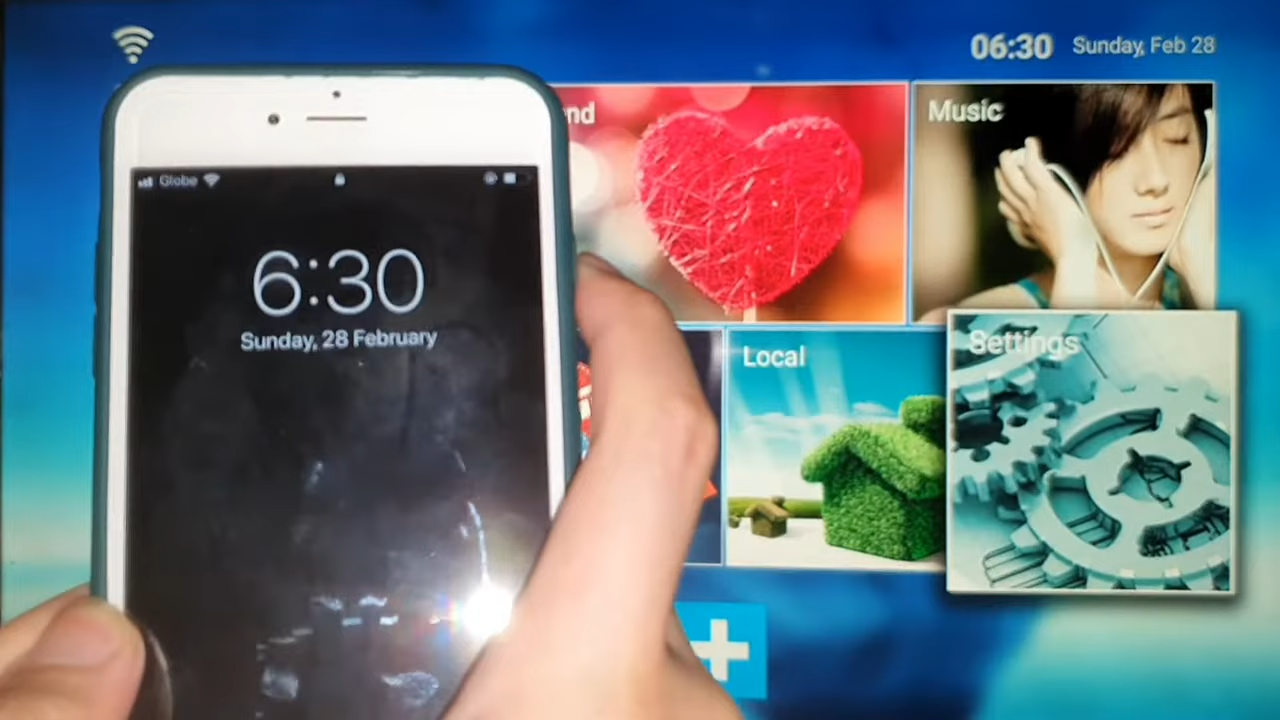 06:30 Sunday, Feb 28
nd
Music
Globe
6:30
Sunday, 28 February
Local
Settings